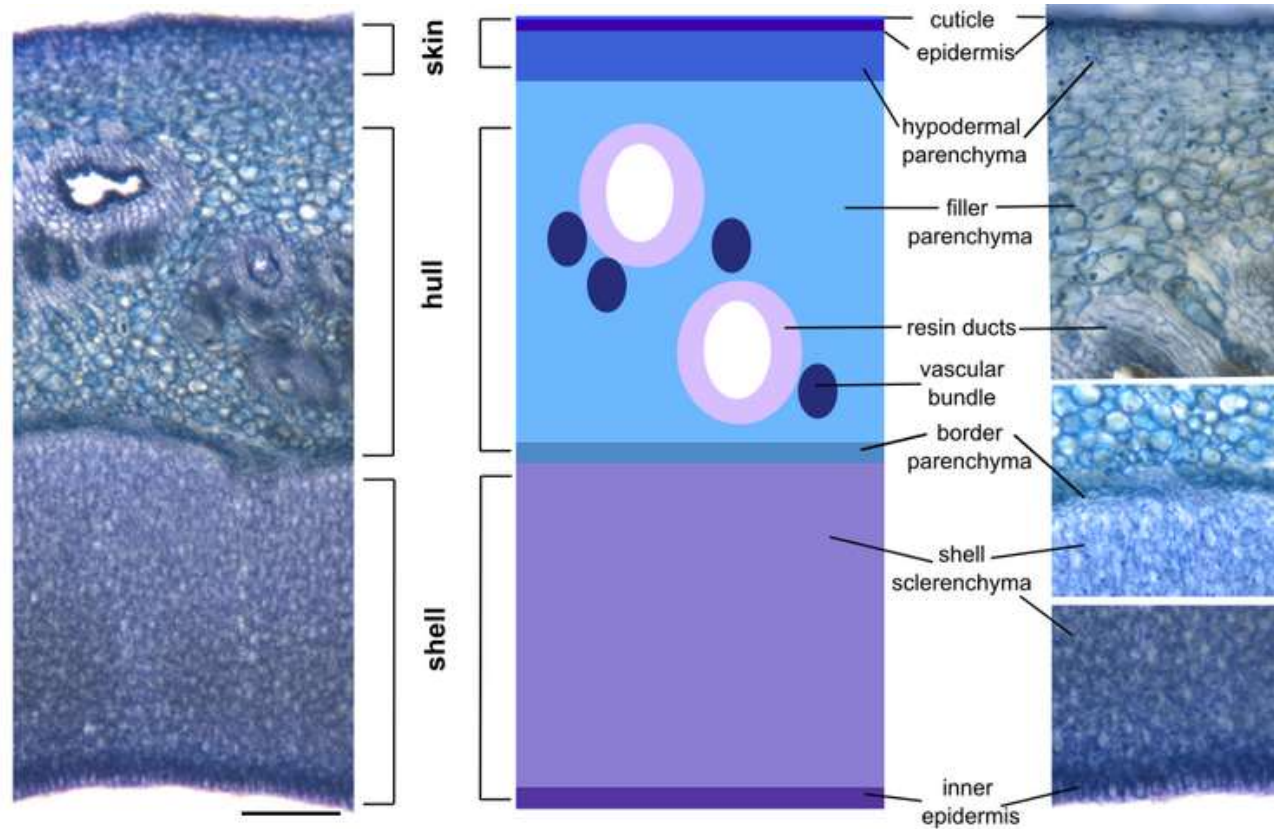 skin
hull
shell
cuticle
epidermis
hypodermal
parenchyma
filler
parenchyma
resin ducts
vascular
bundle
border
parenchyma
shell
sclerenchyma
inner
epidermis